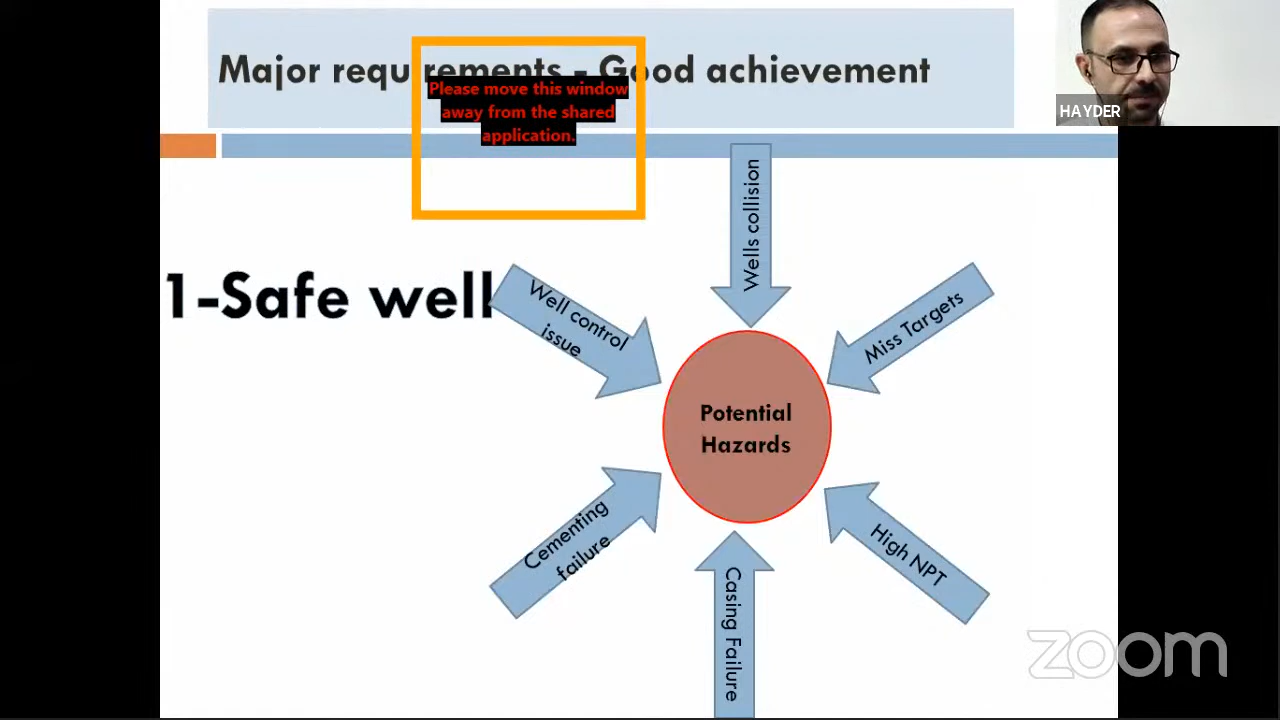 Major requirements - Good achievement
Please move this window
away from the shared
application.
HAYDER
1-Safe well
Wells collision
Well control
issue
Miss Targets
Potential
Hazards
Cementing
failure
High NPT
Casing Failure
zoom